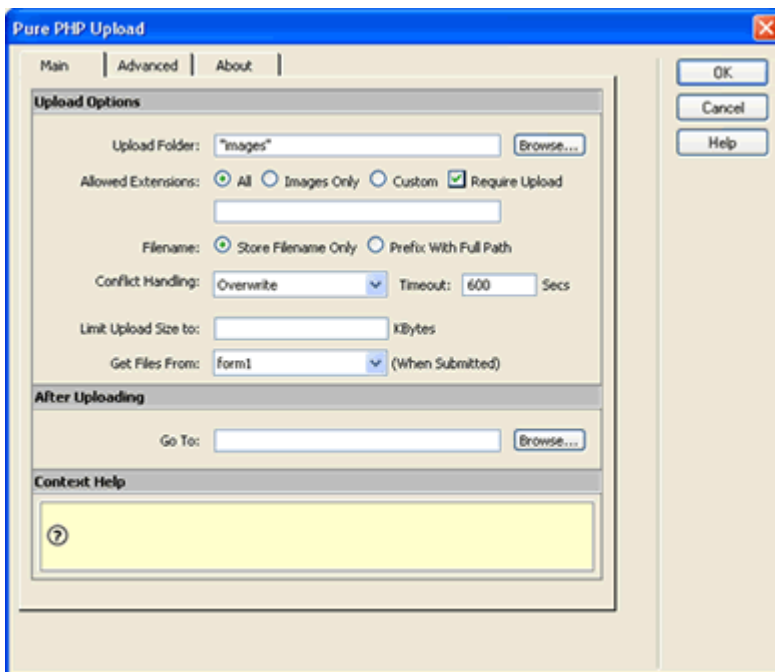 Pure PHP Upload
Main Advanced About
OK
Cancel
Help
Upload Options
Upload Folder: "images" Browse...
Allowed Extensions: All Images Only Custom Require Upload
Filename: Store Filename Only Prefix With Full Path
Conflict Handling: Overwrite Timeout: 600 Secs
Limit Upload Size to: KBytes
Get Files From: form1 (When Submitted)
After Uploading
Go To: Browse...
Context Help
?